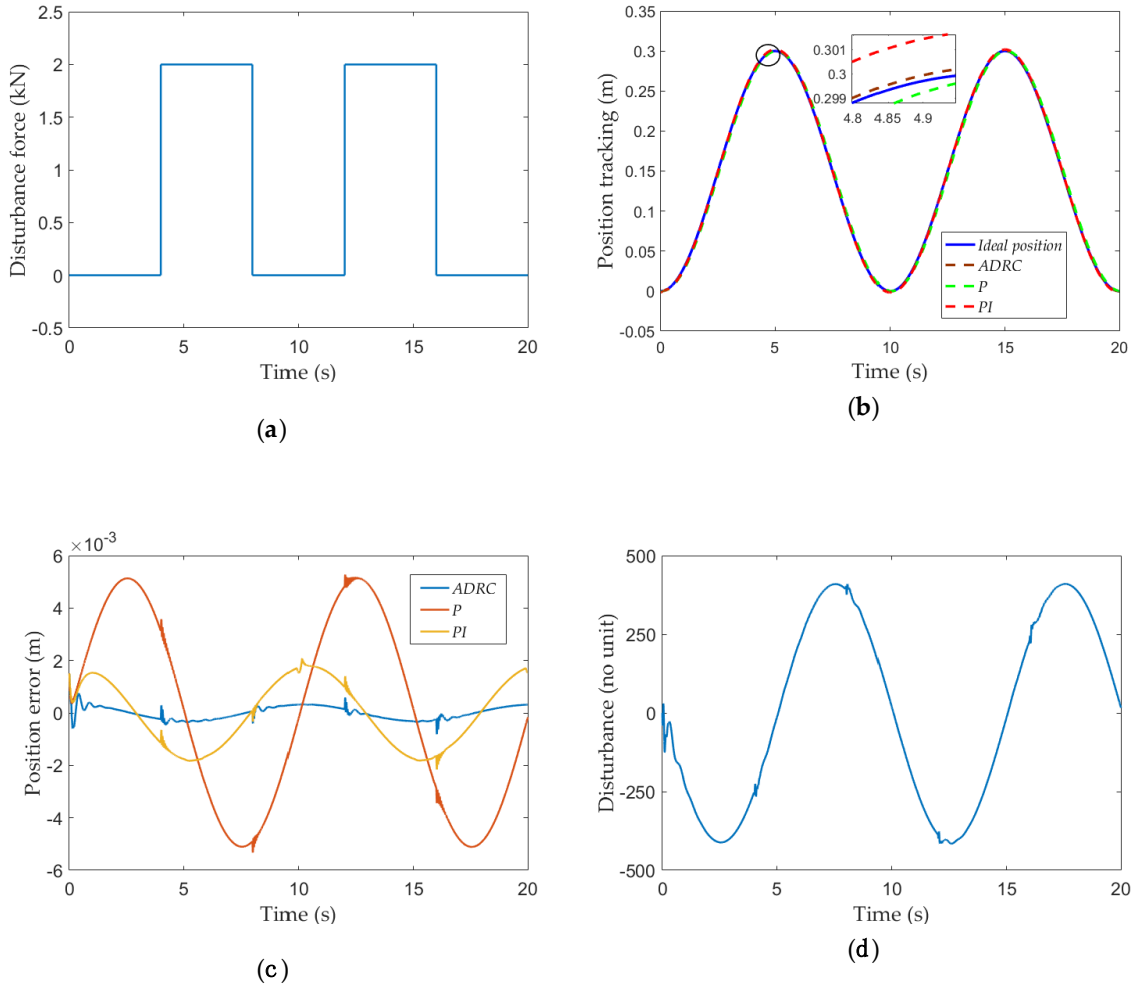 2.5
2
1.5
1
0.5
0
-0.5
0
5
10
15
20
Disturbance force (kN)
Time (s)
(a)
0.35
0.3
0.25
0.2
0.15
0.1
0.05
0
-0.05
0
5
10
15
20
Position tracking (m)
Time (s)
0.301
0.3
0.299
4.8
4.85
4.9
Ideal position
ADRC
P
PI
(b)
×10⁻³
6
4
2
0
-2
-4
-6
0
5
10
15
20
Position error (m)
Time (s)
ADRC
P
PI
(c)
500
250
0
-250
-500
0
5
10
15
20
Disturbance (no unit)
Time (s)
(d)